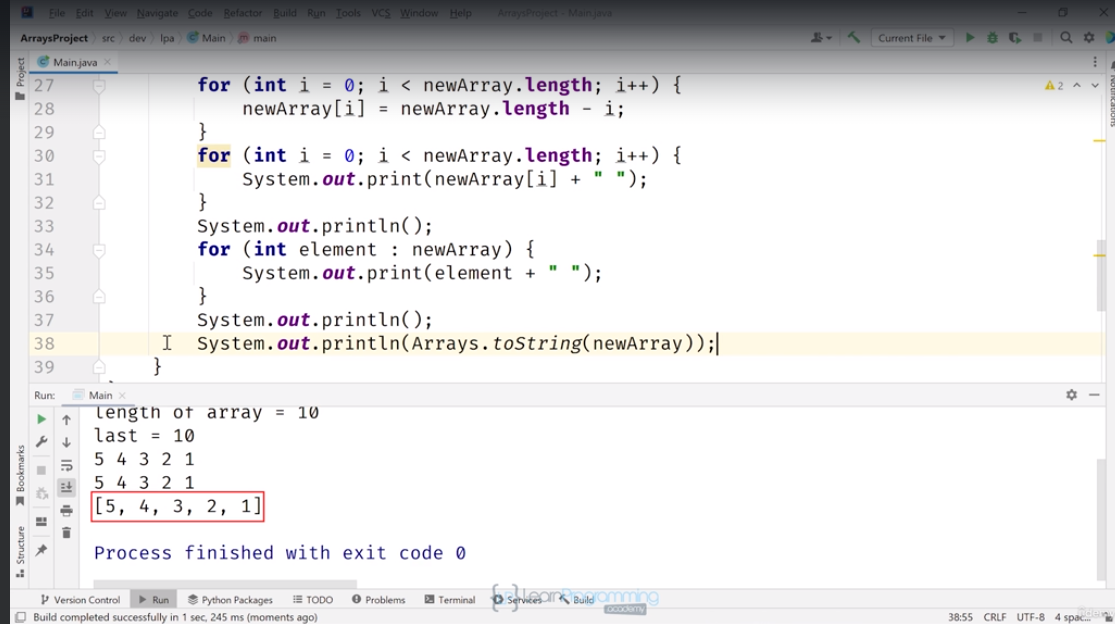 File Edit View Navigate Code Refactor Build Run Tools VCS Window Help ArraysProject - Main.java
ArraysProject src dev lpa Main main Current File
Main.java
Project
Notifications
2
27 for (int i = 0; i < newArray.length; i++) {
28 newArray[i] = newArray.length - i;
29 }
30 for (int i = 0; i < newArray.length; i++) {
31 System.out.print(newArray[i] + " ");
32 }
33 System.out.println();
34 for (int element : newArray) {
35 System.out.print(element + " ");
36 }
37 System.out.println();
38 System.out.println(Arrays.toString(newArray));
39 }
Run: Main
length of array = 10
last = 10
5 4 3 2 1
5 4 3 2 1
[5, 4, 3, 2, 1]
Process finished with exit code 0
Bookmarks
Structure
Version Control Run Python Packages TODO Problems Terminal Services Build
LearnProgramming
academy
Build completed successfully in 1 sec, 245 ms (moments ago) 38:55 CRLF UTF-8 4 spac...